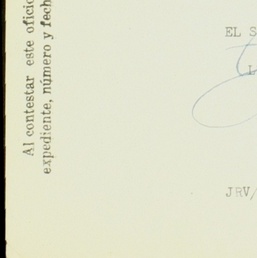 Al contestar este oficio
expediente, número y fech
EL S
JRV/